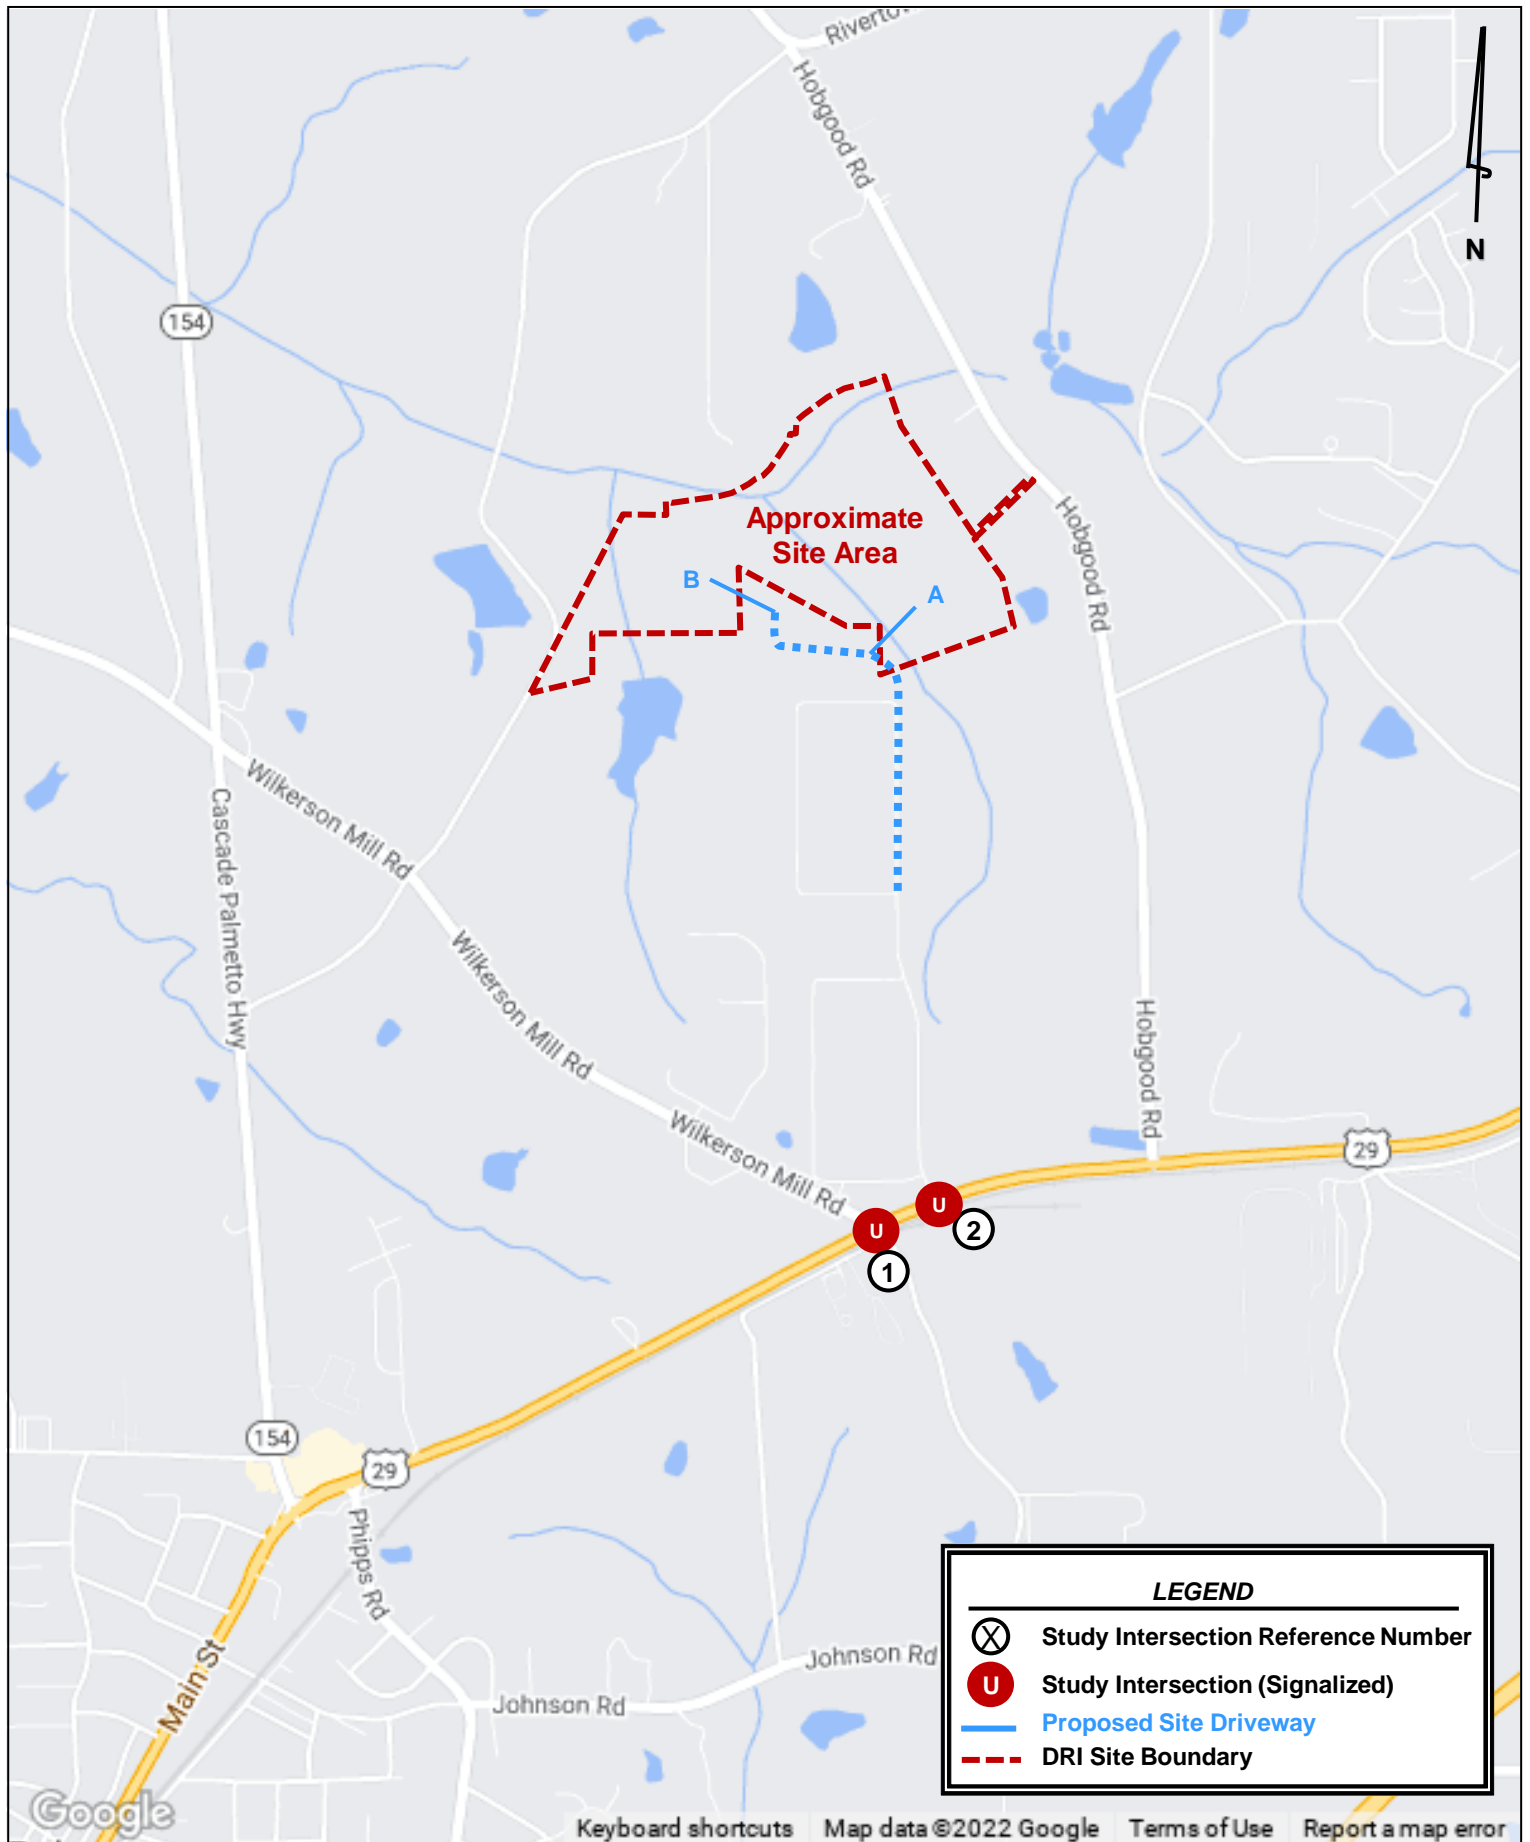 Hobgood Rd
N
154
Approximate
Site Area
B
A
Hobgood Rd
Wilkerson Mill Rd
Cascade Palmetto Hwy
Wilkerson Mill Rd
Hobgood Rd
Wilkerson Mill Rd
29
U
2
U
1
154
29
Phipps Rd
Main St
Johnson Rd
Johnson Rd
LEGEND
X Study Intersection Reference Number
U Study Intersection (Signalized)
Proposed Site Driveway
DRI Site Boundary
Google
Keyboard shortcuts Map data ©2022 Google Terms of Use Report a map error